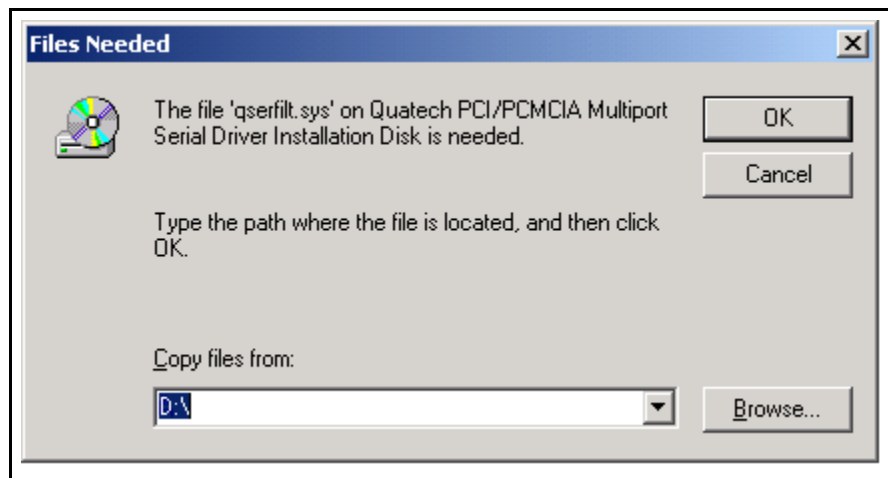 Files Needed
The file 'qserfilt.sys' on Quatech PCI/PCMCIA Multiport
Serial Driver Installation Disk is needed.
OK
Cancel
Type the path where the file is located, and then click
OK.
Copy files from:
D:\
Browse...